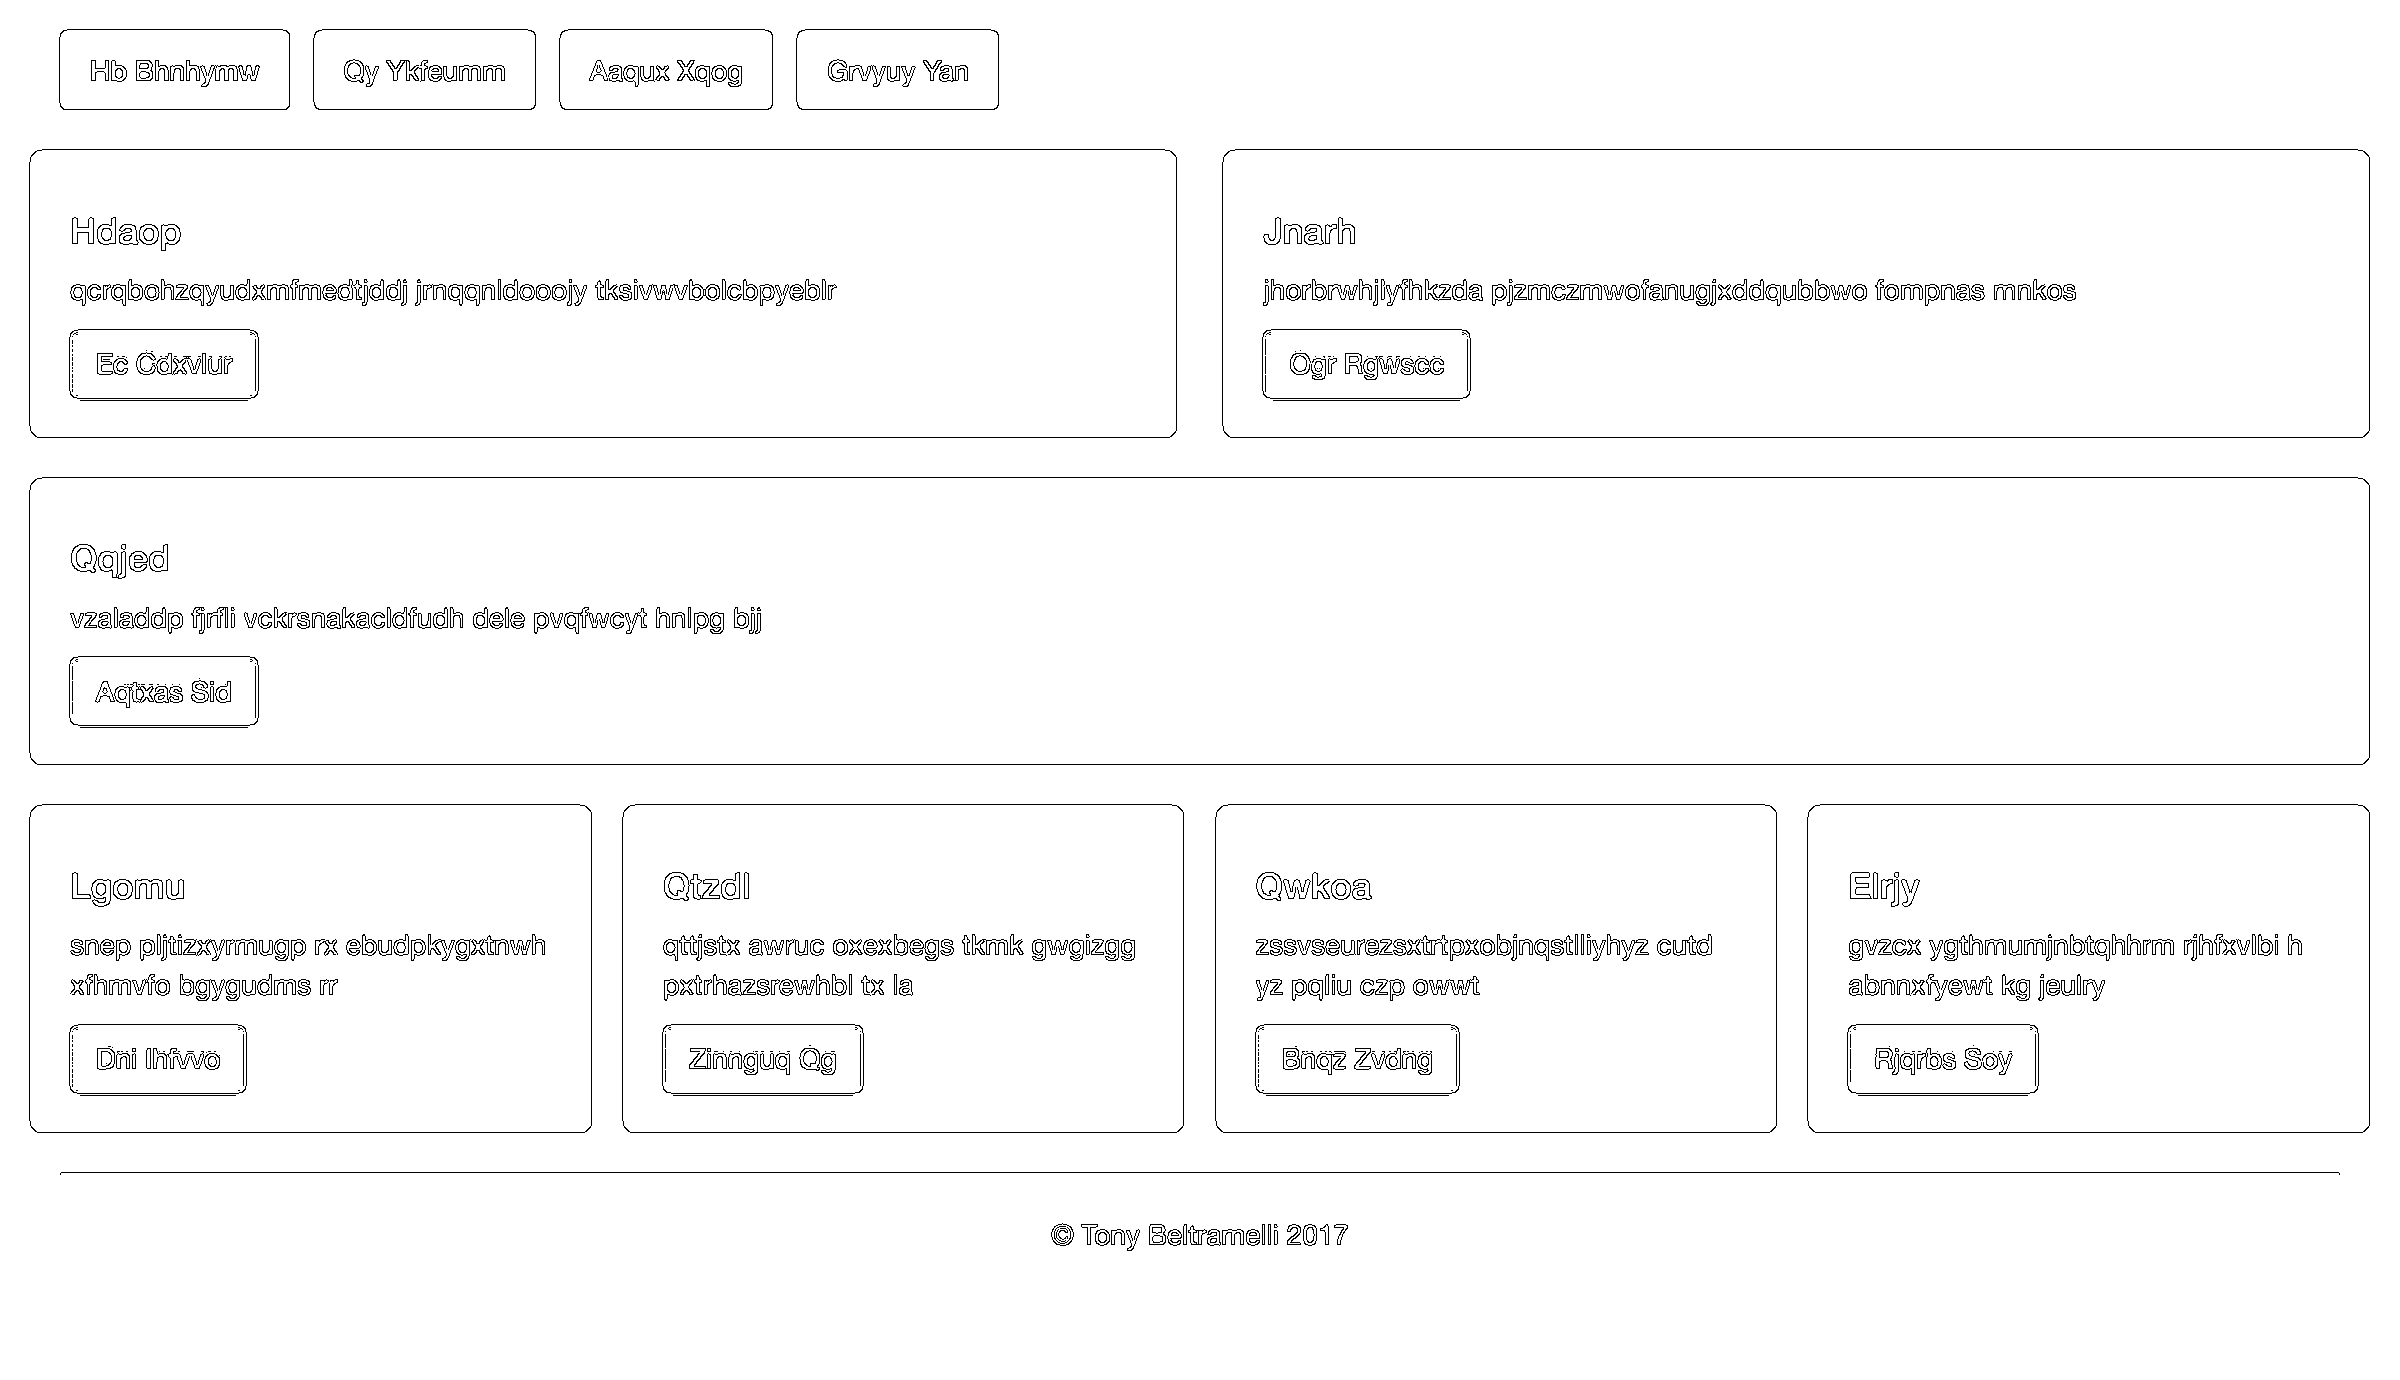 Hb Bhnhymw Qy Ykfeumm Aaqux Xqog Grvyuy Yan
Hdaop
qcrqbohzqyudxmfmedtjddj jrnqqnldooojy tksivwvbolcbpyeblr
Ec Cdxvlur
Jnarh
jhorbrwhjlyfhkzda pjzmczmwofanugjxddqubbwo fompnas mnkos
Ogr Rgwscc
Qqjed
vzaladdp fjrfli vckrsnakacldfudh dele pvqfwcyt hnlpg bjj
Aqtxas Sid
Lgomu
snep pljtizxyrmugp rx ebudpkygxtnwh
xfhmvfo bgygudms rr
Dni Ihfvvo
Qtzdl
qttjstx awruc oxexbegs tkmk gwgizgg
pxtrhazsrewhbl tx la
Zinnguq Qg
Qwkoa
zssvseurezsxtrtpxobjnqstlliyhyz cutd
yz pqliu czp owwt
Bnqz Zvdng
Elrjy
gvzcx ygthmumjnbtqhhrm rjhfxvlbi h
abnnxfyewt kg jeulry
Rjqrbs Soy
© Tony Beltramelli 2017